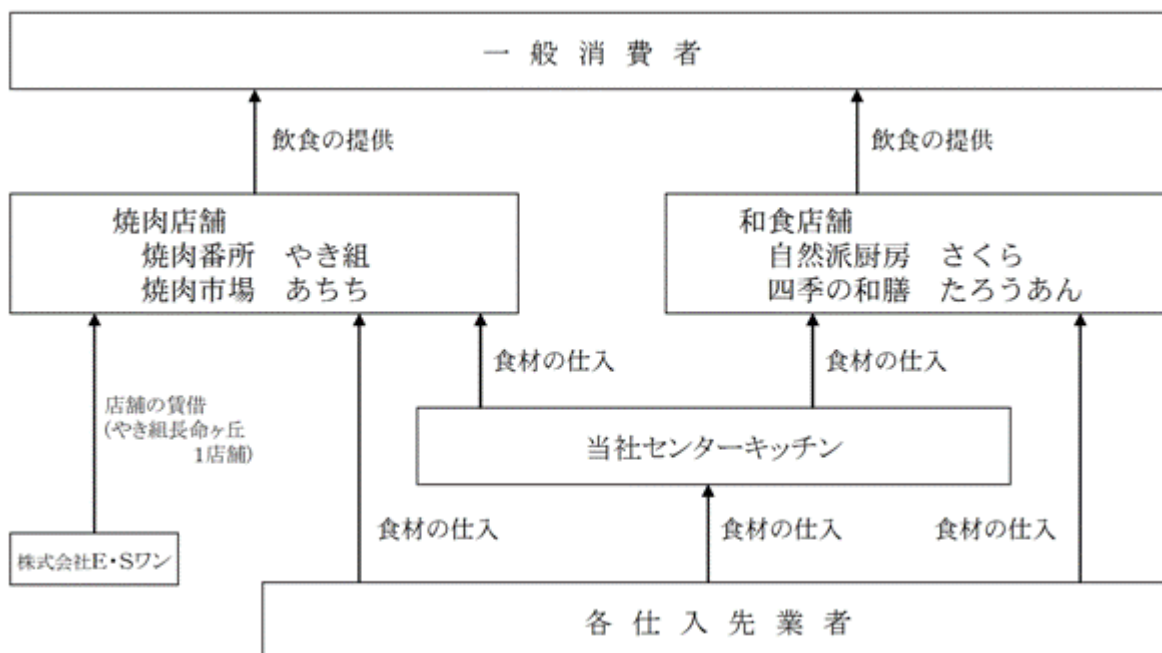 一般消費者
飲食の提供
飲食の提供
焼肉店舗
焼肉番所 やき組
焼肉市場 あちち
和食店舗
自然派厨房 さくら
四季の和膳 たろうあん
食材の仕入
食材の仕入
店舗の賃借
(やき組長命ヶ丘
1店舗)
当社センターキッチン
食材の仕入
食材の仕入
食材の仕入
株式会社E・Sワン
各仕入先業者